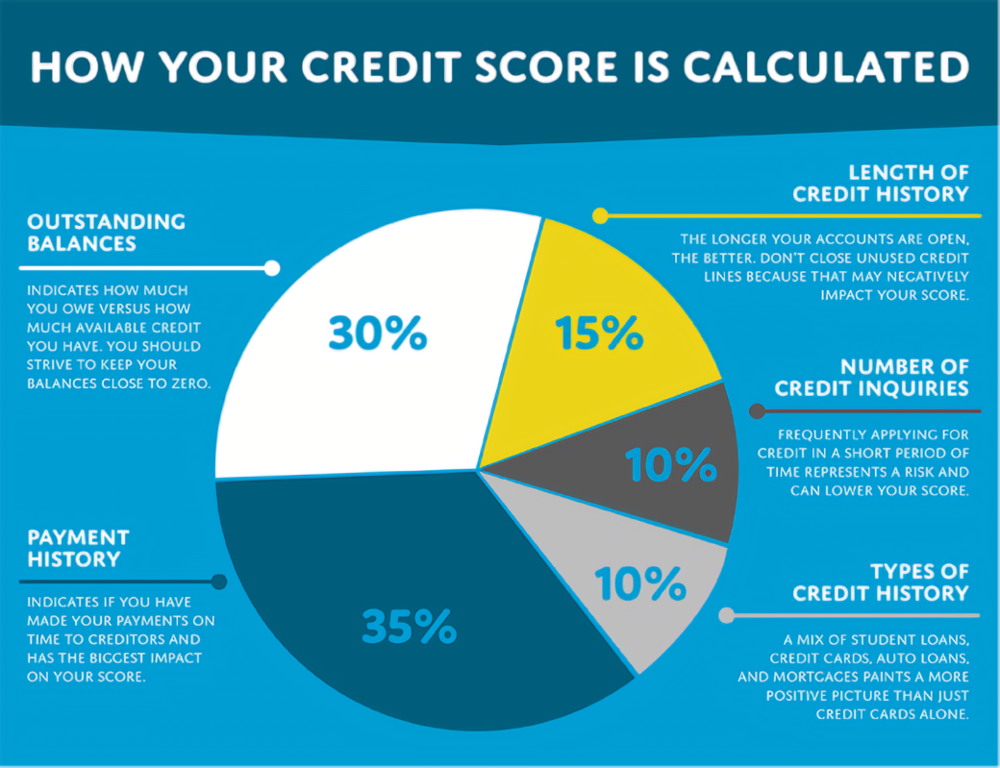 HOW YOUR CREDIT SCORE IS CALCULATED
OUTSTANDING
BALANCES
INDICATES HOW MUCH
YOU OWE VERSUS HOW
MUCH AVAILABLE CREDIT
YOU HAVE. YOU SHOULD
STRIVE TO KEEP YOUR
BALANCES CLOSE TO ZERO.
PAYMENT
HISTORY
INDICATES IF YOU HAVE
MADE YOUR PAYMENTS ON
TIME TO CREDITORS AND
HAS THE BIGGEST IMPACT
ON YOUR SCORE.
30%
15%
10%
10%
35%
LENGTH OF
CREDIT HISTORY
THE LONGER YOUR ACCOUNTS ARE OPEN,
THE BETTER. DON'T CLOSE UNUSED CREDIT
LINES BECAUSE THAT MAY NEGATIVELY
IMPACT YOUR SCORE.
NUMBER OF
CREDIT INQUIRIES
FREQUENTLY APPLYING FOR
CREDIT IN A SHORT PERIOD OF
TIME REPRESENTS A RISK AND
CAN LOWER YOUR SCORE.
TYPES OF
CREDIT HISTORY
A MIX OF STUDENT LOANS,
CREDIT CARDS, AUTO LOANS,
AND MORTGAGES PAINTS A MORE
POSITIVE PICTURE THAN JUST
CREDIT CARDS ALONE.